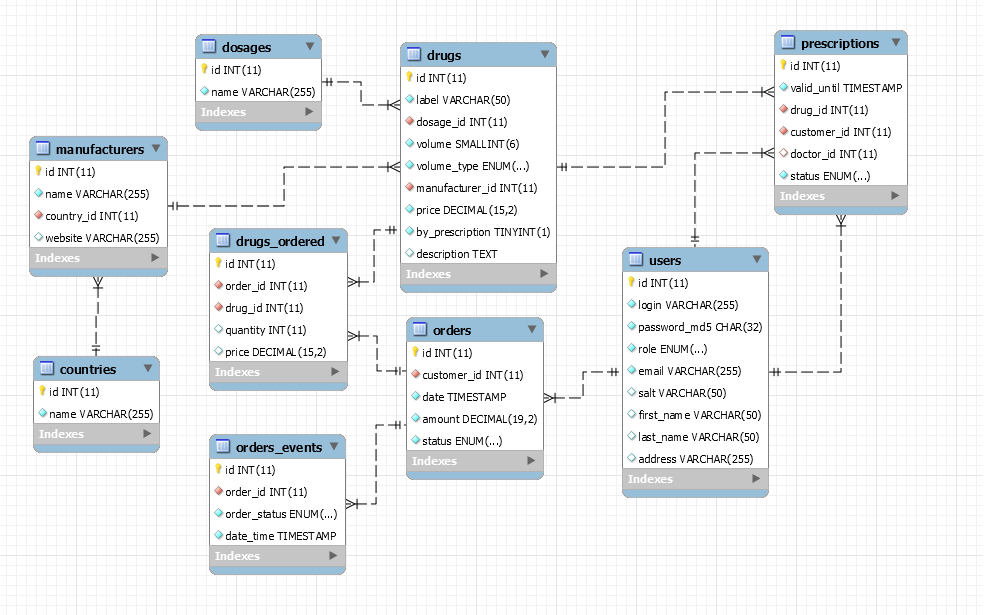 dosages
id INT(11)
name VARCHAR(255)
Indexes
drugs
id INT(11)
label VARCHAR(50)
dosage_id INT(11)
volume SMALLINT(6)
volume_type ENUM(...)
manufacturer_id INT(11)
price DECIMAL(15,2)
by_prescription TINYINT(1)
description TEXT
Indexes
prescriptions
id INT(11)
valid_until TIMESTAMP
drug_id INT(11)
customer_id INT(11)
doctor_id INT(11)
status ENUM(...)
Indexes
manufacturers
id INT(11)
name VARCHAR(255)
country_id INT(11)
website VARCHAR(255)
Indexes
drugs_ordered
id INT(11)
order_id INT(11)
drug_id INT(11)
quantity INT(11)
price DECIMAL(15,2)
Indexes
users
id INT(11)
login VARCHAR(255)
password_md5 CHAR(32)
role ENUM(...)
email VARCHAR(255)
salt VARCHAR(50)
first_name VARCHAR(50)
last_name VARCHAR(50)
address VARCHAR(255)
Indexes
orders
id INT(11)
customer_id INT(11)
date TIMESTAMP
amount DECIMAL(19,2)
status ENUM(...)
Indexes
countries
id INT(11)
name VARCHAR(255)
Indexes
orders_events
id INT(11)
order_id INT(11)
order_status ENUM(...)
date_time TIMESTAMP
Indexes